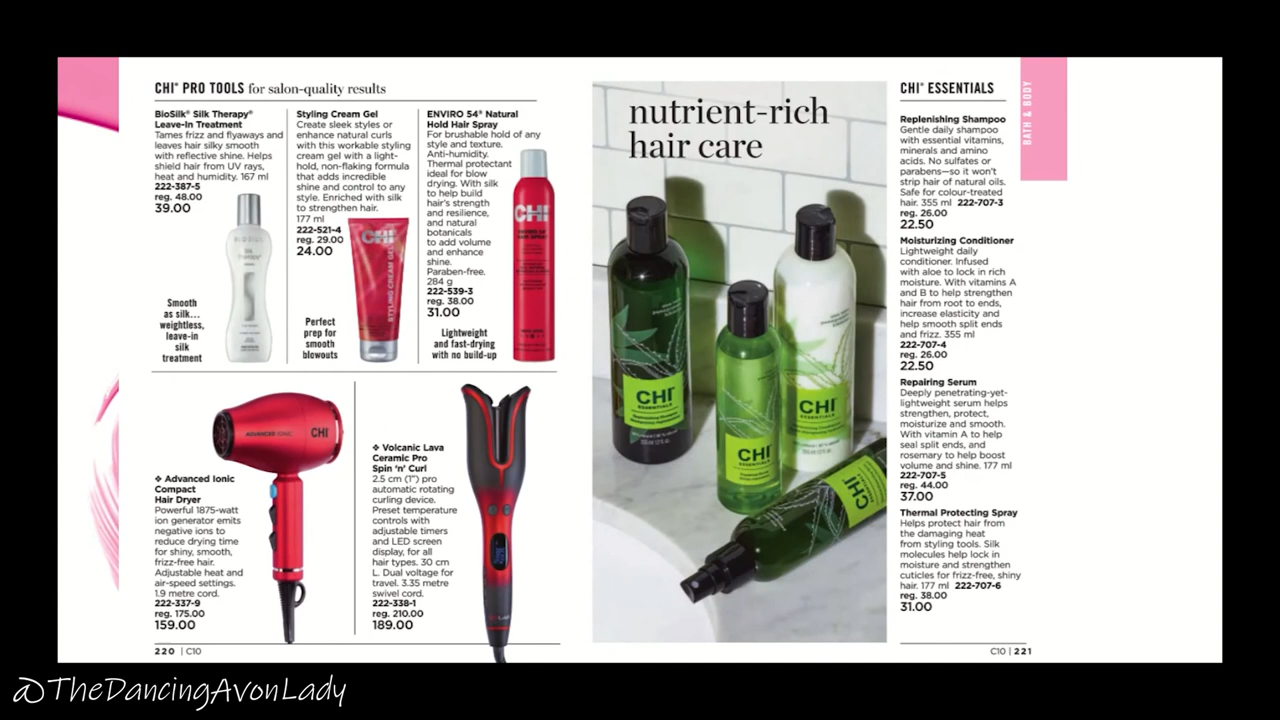 CHI® PRO TOOLS for salon-quality results
BioSilk® Silk Therapy®
Leave-In Treatment
Tames frizz and flyaways and
leaves hair silky smooth
with reflective shine. Helps
shield hair from UV rays,
heat and humidity. 167 ml
222-387-5
reg. 48.00
39.00
Smooth
as silk...
weightless,
leave-in
silk
treatment
Styling Cream Gel
Create sleek styles or
enhance natural curls
with this workable styling
cream gel with a light-
hold, non-flaking formula
that adds incredible
shine and control to any
style. Enriched with silk
to strengthen hair.
177 ml
222-521-4
reg. 29.00
24.00
Perfect
prep for
smooth
blowouts
CHI
STYLING CREAM GEL
ENVIRO 54® Natural
Hold Hair Spray
For brushable hold of any
style and texture.
Anti-humidity.
Thermal protectant
ideal for blow
drying. With silk
to help build
hair's strength
and resilience,
and natural
botanicals
to add volume
and enhance
shine.
Paraben-free.
284 g
222-539-3
reg. 38.00
31.00
Lightweight
and fast-drying
with no build-up
CHI
ADVANCED IONIC
CHI
❖ Advanced Ionic
Compact
Hair Dryer
Powerful 1875-watt
ion generator emits
negative ions to
reduce drying time
for shiny, smooth,
frizz-free hair.
Adjustable heat and
air-speed settings.
1.9 metre cord.
222-337-9
reg. 175.00
159.00
❖ Volcanic Lava
Ceramic Pro
Spin 'n' Curl
2.5 cm (1") pro
automatic rotating
curling device.
Preset temperature
controls with
adjustable timers
and LED screen
display, for all
hair types. 30 cm
L. Dual voltage for
travel. 3.35 metre
swivel cord.
222-338-1
reg. 210.00
189.00
220 | C10
nutrient-rich
hair care
CHI
ESSENTIALS
CHI
ESSENTIALS
CHI
ESSENTIALS
CHI
CHI® ESSENTIALS
Replenishing Shampoo
Gentle daily shampoo
with essential vitamins,
minerals and amino
acids. No sulfates or
parabens—so it won't
strip hair of natural oils.
Safe for colour-treated
hair. 355 ml 222-707-3
reg. 26.00
22.50
Moisturizing Conditioner
Lightweight daily
conditioner. Infused
with aloe to lock in rich
moisture. With vitamins A
and B to help strengthen
hair from root to ends,
increase elasticity and
help smooth split ends
and frizz. 355 ml
222-707-4
reg. 26.00
22.50
Repairing Serum
Deeply penetrating-yet-
lightweight serum helps
strengthen, protect,
moisturize and smooth.
With vitamin A to help
seal split ends, and
rosemary to help boost
volume and shine. 177 ml
222-707-5
reg. 44.00
37.00
Thermal Protecting Spray
Helps protect hair from
the damaging heat
from styling tools. Silk
molecules help lock in
moisture and strengthen
cuticles for frizz-free, shiny
hair. 177 ml 222-707-6
reg. 38.00
31.00
C10 | 221
BATH & BODY
@TheDancingAvonLady